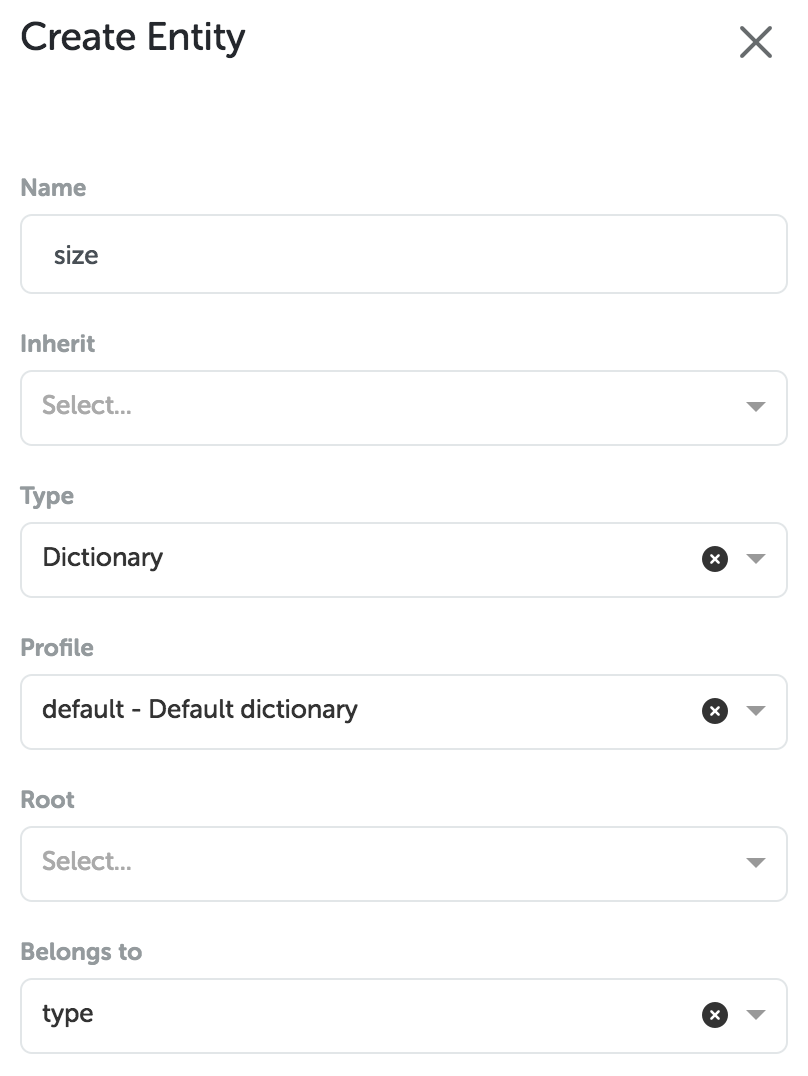 Create Entity
Name
size
Inherit
Select...
Type
Dictionary
Profile
default - Default dictionary
Root
Select...
Belongs to
type